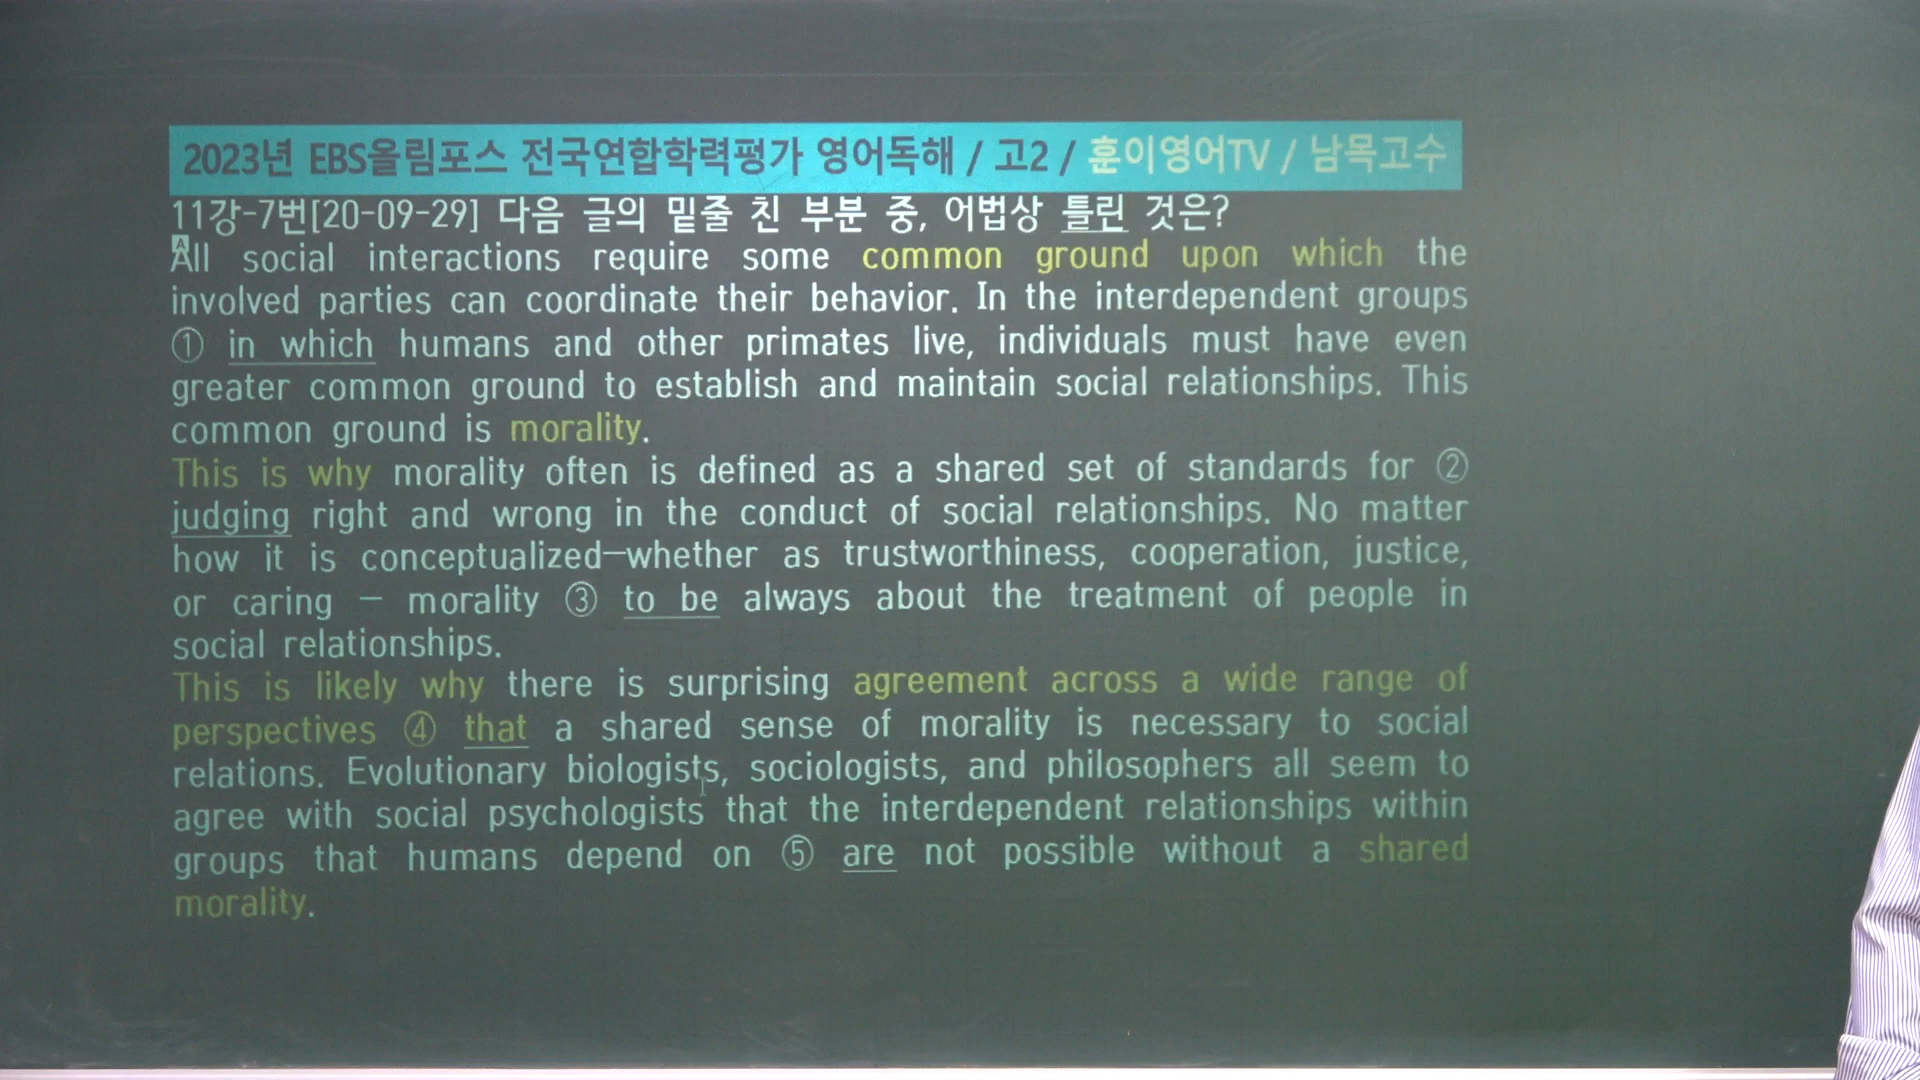 2023년 EBS올림포스 전국연합학력평가 영어독해 / 고2 / 훈이영어TV / 남목고수
11강-7번[20-09-29] 다음 글의 밑줄 친 부분 중, 어법상 틀린 것은?
All social interactions require some common ground upon which the
involved parties can coordinate their behavior. In the interdependent groups
① in which humans and other primates live, individuals must have even
greater common ground to establish and maintain social relationships. This
common ground is morality.
This is why morality often is defined as a shared set of standards for ②
judging right and wrong in the conduct of social relationships. No matter
how it is conceptualized—whether as trustworthiness, cooperation, justice,
or caring — morality ③ to be always about the treatment of people in
social relationships.
This is likely why there is surprising agreement across a wide range of
perspectives ④ that a shared sense of morality is necessary to social
relations. Evolutionary biologists, sociologists, and philosophers all seem to
agree with social psychologists that the interdependent relationships within
groups that humans depend on ⑤ are not possible without a shared
morality.